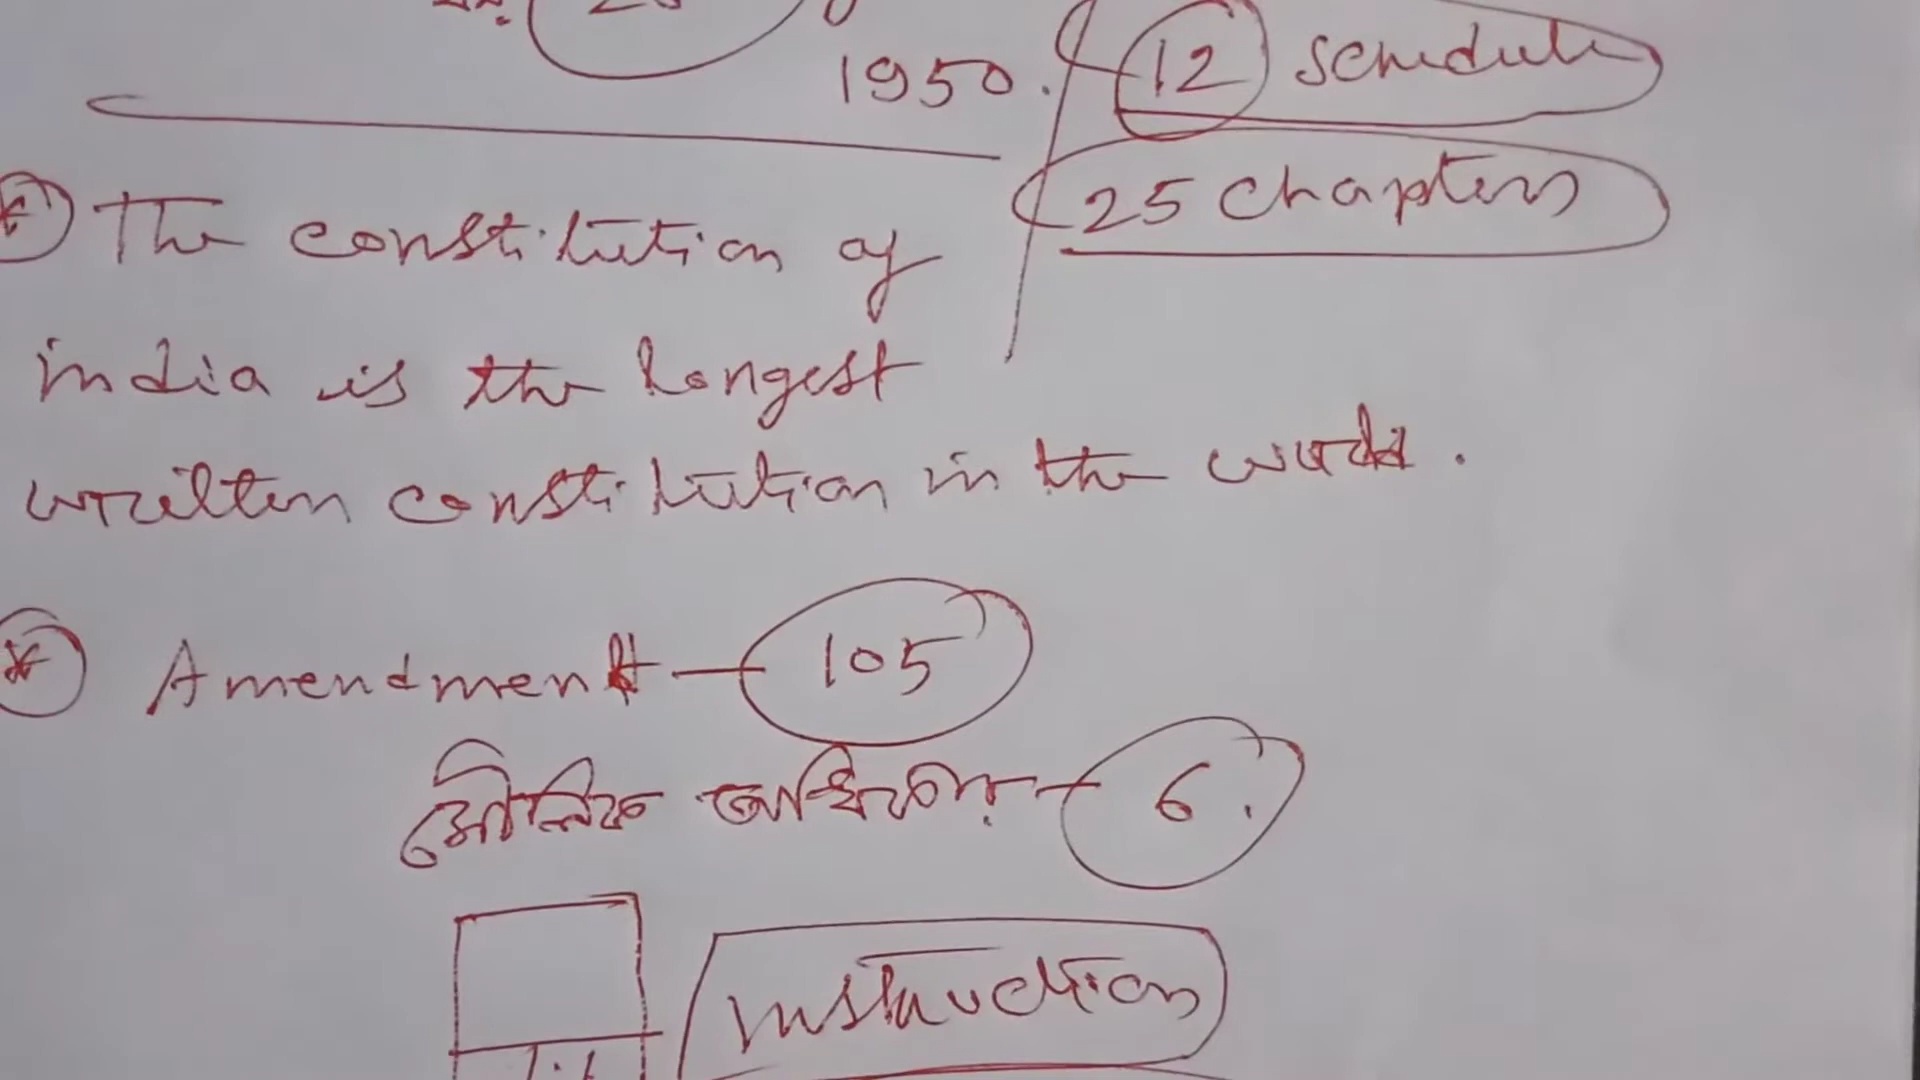 1950.
12 schedule
25 chapters
The constitution of
india is the longest
written constitution in the world.
Amendment — 105
মৌলিক অধিকার — 6.
instruction